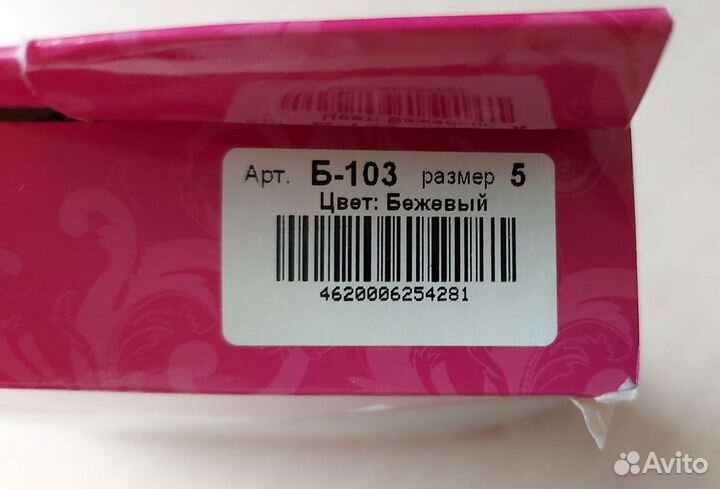 Арт. Б-103 размер 5
Цвет: Бежевый
4620006254281
Avito